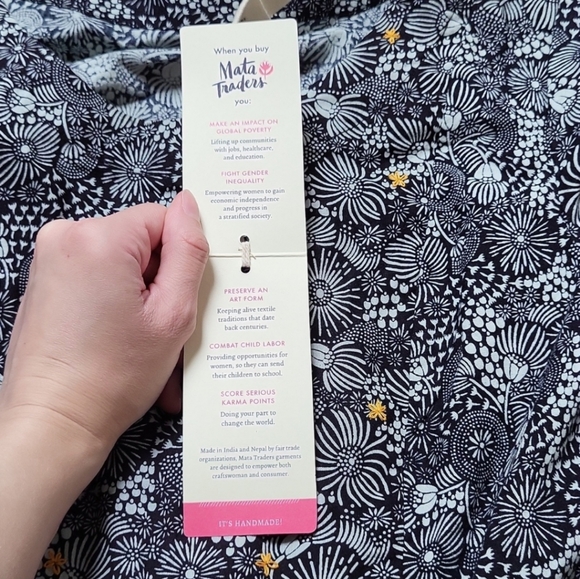 When you buy
Mata
Traders
you:
MAKE AN IMPACT ON
GLOBAL POVERTY
Lifting up communities
with jobs, healthcare,
and education.
FIGHT GENDER
INEQUALITY
Empowering women to gain
economic independence
and progress in
a stratified society.
PRESERVE AN
ART FORM
Keeping alive textile
traditions that date
back centuries.
COMBAT CHILD LABOR
Providing opportunities for
women, so they can send
their children to school.
SCORE SERIOUS
KARMA POINTS
Doing your part to
change the world.
Made in India and Nepal by fair trade
organizations, Mata Traders garments
are designed to empower both
craftswoman and consumer.
IT'S HANDMADE!